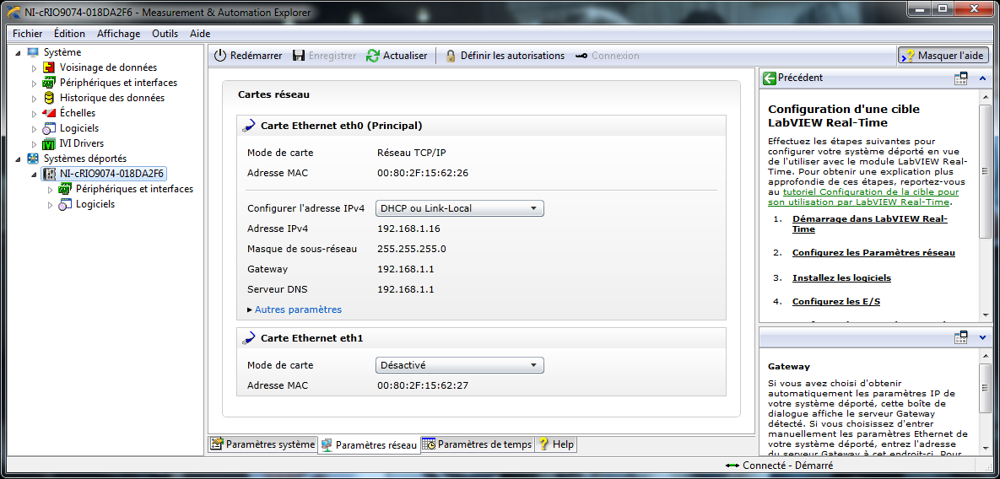 NI-cRIO9074-018DA2F6 - Measurement & Automation Explorer
Fichier Édition Affichage Outils Aide
Système
Voisinage de données
Périphériques et interfaces
Historique des données
Échelles
Logiciels
IVI Drivers
Systèmes déportés
NI-cRIO9074-018DA2F6
Périphériques et interfaces
Logiciels
Redémarrer Enregistrer Actualiser Définir les autorisations Connexion Masquer l'aide
Cartes réseau
Carte Ethernet eth0 (Principal)
Mode de carte Réseau TCP/IP
Adresse MAC 00:80:2F:15:62:26
Configurer l'adresse IPv4 DHCP ou Link-Local
Adresse IPv4 192.168.1.16
Masque de sous-réseau 255.255.255.0
Gateway 192.168.1.1
Serveur DNS 192.168.1.1
Autres paramètres
Carte Ethernet eth1
Mode de carte Désactivé
Adresse MAC 00:80:2F:15:62:27
Paramètres système Paramètres réseau Paramètres de temps Help
Précédent
Configuration d'une cible
LabVIEW Real-Time
Effectuez les étapes suivantes pour
configurer votre système déporté en vue
de l'utiliser avec le module LabVIEW Real-
Time. Pour obtenir une explication plus
approfondie de ces étapes, reportez-vous
au tutoriel Configuration de la cible pour
son utilisation par LabVIEW Real-Time.
1. Démarrage dans LabVIEW Real-
Time
2. Configurez les Paramètres réseau
3. Installez les logiciels
4. Configurez les E/S
Gateway
Si vous avez choisi d'obtenir
automatiquement les paramètres IP de
votre système déporté, cette boîte de
dialogue affiche le serveur Gateway
détecté. Si vous choisissez d'entrer
manuellement les paramètres Ethernet de
votre système déporté, entrez l'adresse
du serveur Gateway à cet endroit-ci. Pour
Connecté - Démarré